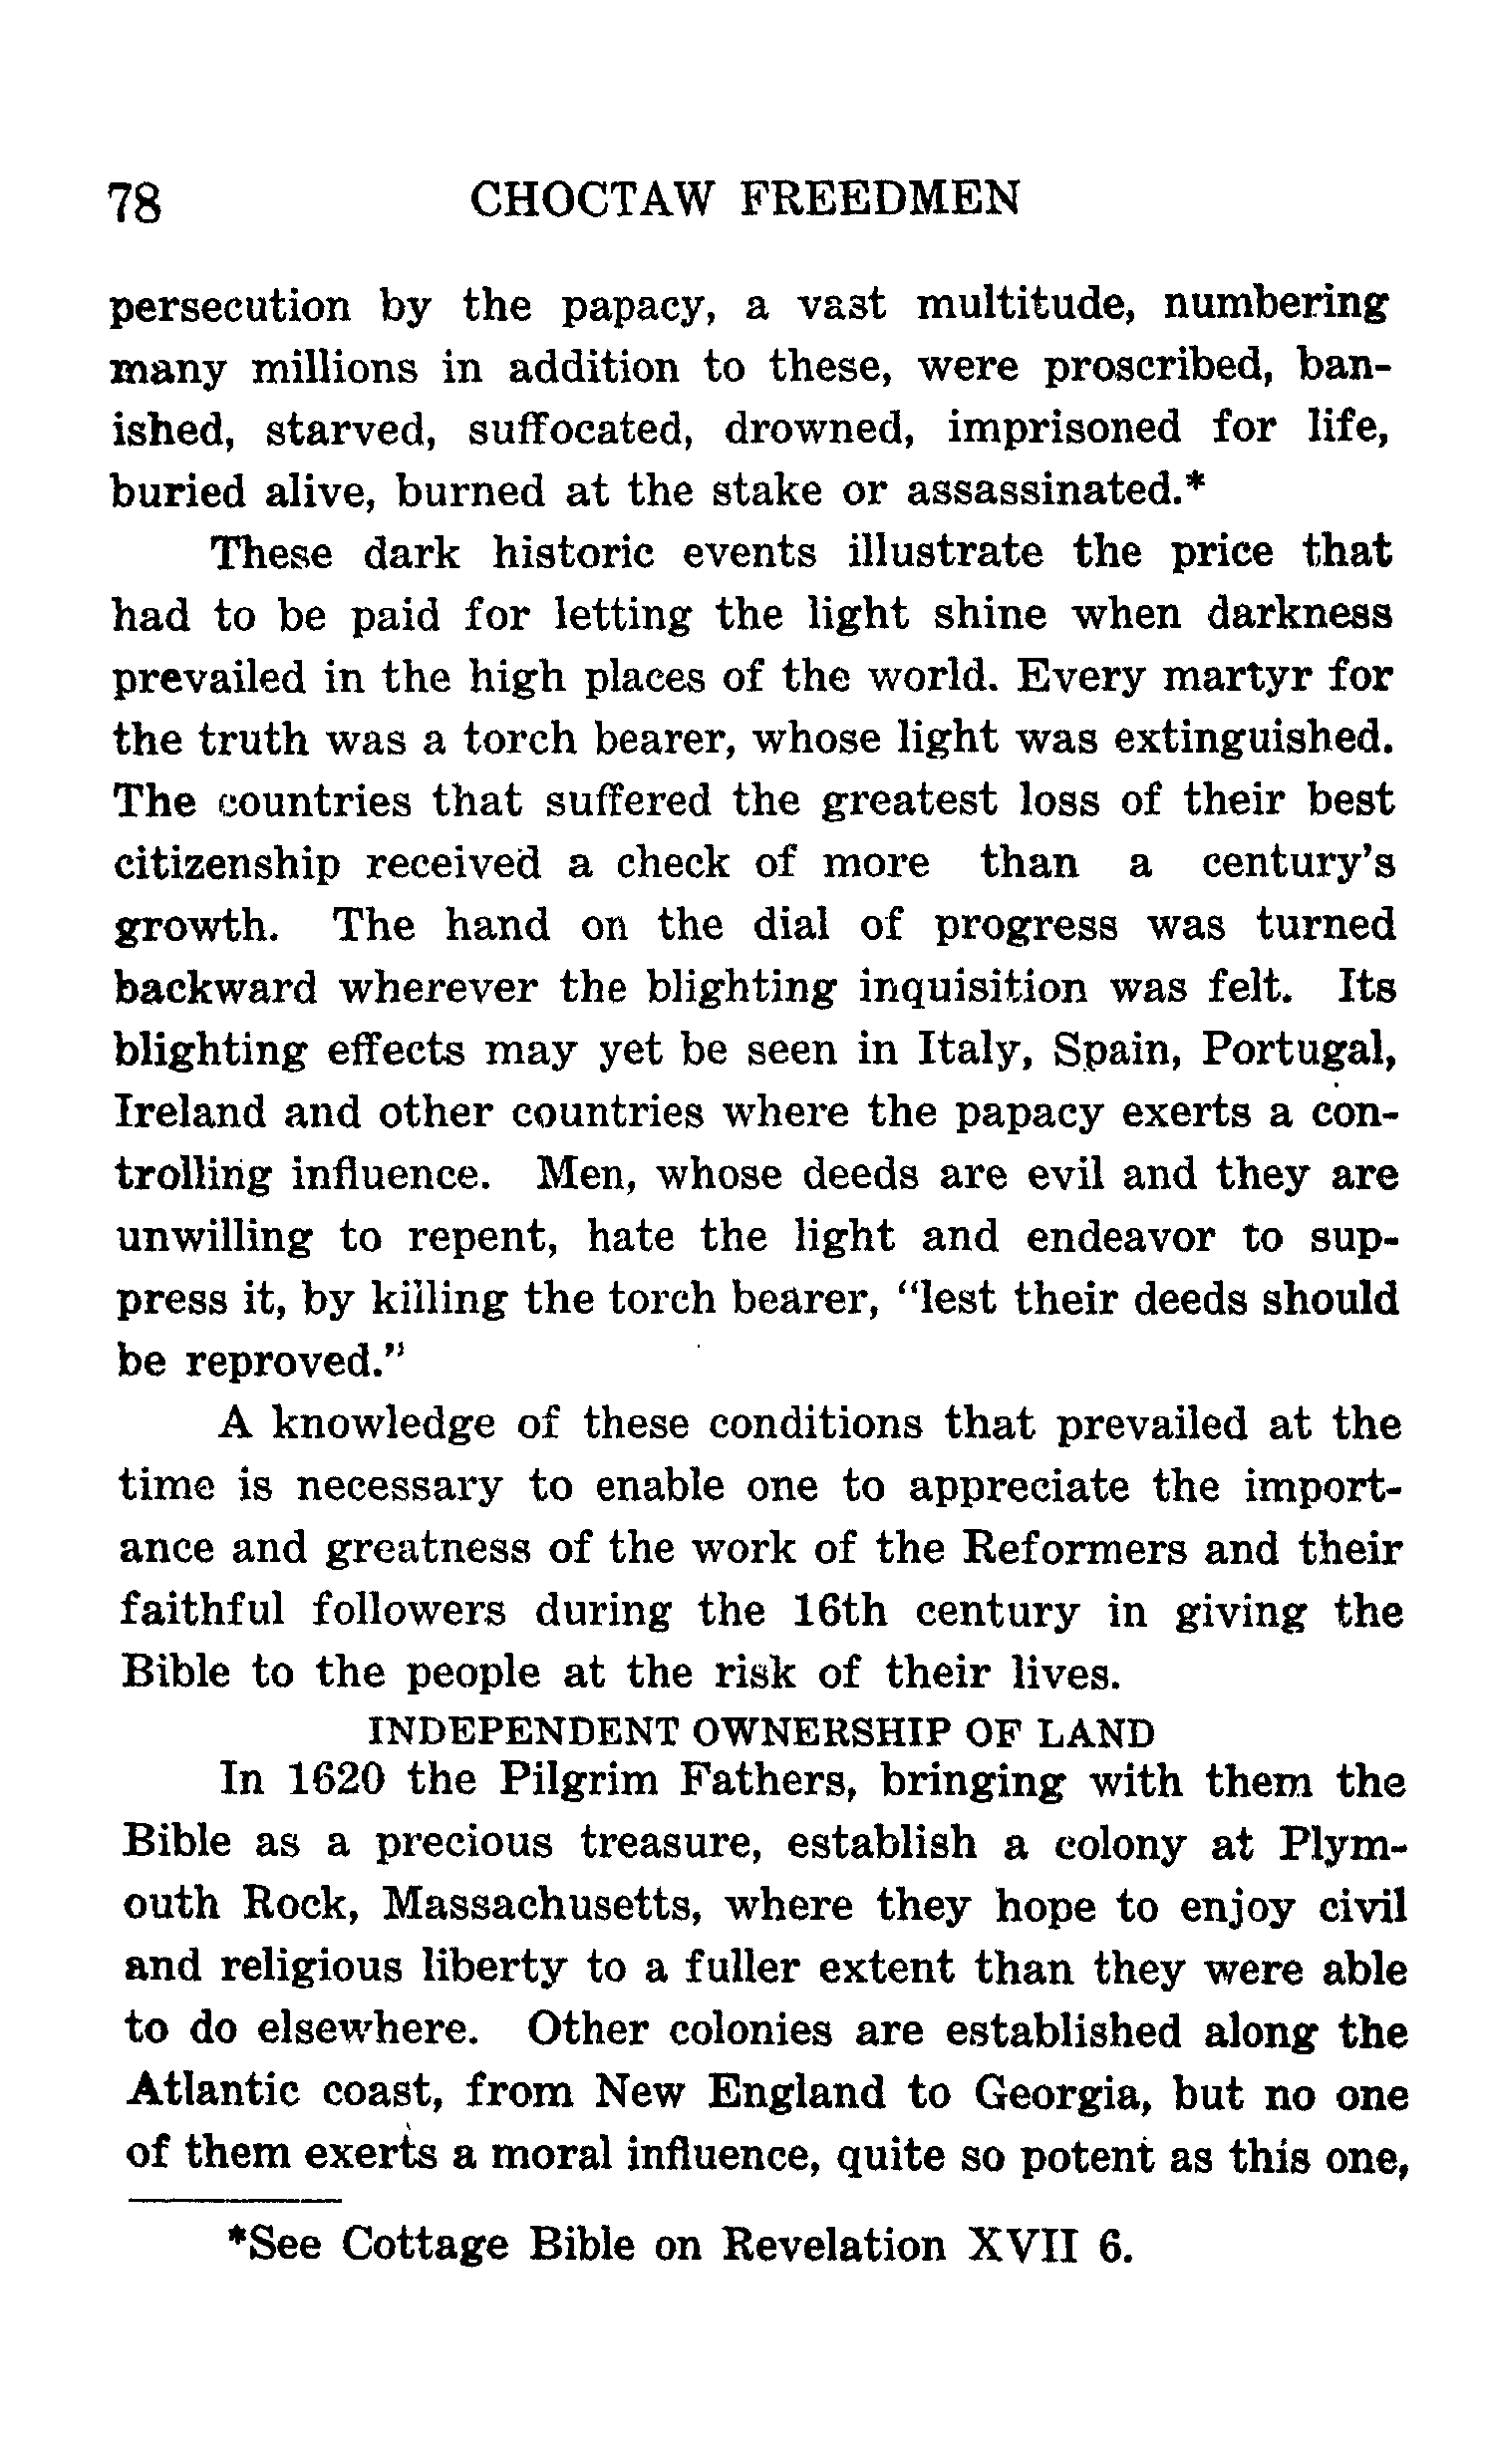 78 CHOCTAW FREEDMEN
persecution by the papacy, a vast multitude, numbering
many millions in addition to these, were proscribed, ban-
ished, starved, suffocated, drowned, imprisoned for life,
buried alive, burned at the stake or assassinated.*
These dark historic events illustrate the price that
had to be paid for letting the light shine when darkness
prevailed in the high places of the world. Every martyr for
the truth was a torch bearer, whose light was extinguished.
The countries that suffered the greatest loss of their best
citizenship received a check of more than a century's
growth. The hand on the dial of progress was turned
backward wherever the blighting inquisition was felt. Its
blighting effects may yet be seen in Italy, Spain, Portugal,
Ireland and other countries where the papacy exerts a con-
trolling influence. Men, whose deeds are evil and they are
unwilling to repent, hate the light and endeavor to sup-
press it, by killing the torch bearer, "lest their deeds should
be reproved."
A knowledge of these conditions that prevailed at the
time is necessary to enable one to appreciate the import-
ance and greatness of the work of the Reformers and their
faithful followers during the 16th century in giving the
Bible to the people at the risk of their lives.
INDEPENDENT OWNERSHIP OF LAND
In 1620 the Pilgrim Fathers, bringing with them the
Bible as a precious treasure, establish a colony at Plym-
outh Rock, Massachusetts, where they hope to enjoy civil
and religious liberty to a fuller extent than they were able
to do elsewhere. Other colonies are established along the
Atlantic coast, from New England to Georgia, but no one
of them exerts a moral influence, quite so potent as this one,
*See Cottage Bible on Revelation XVII 6.